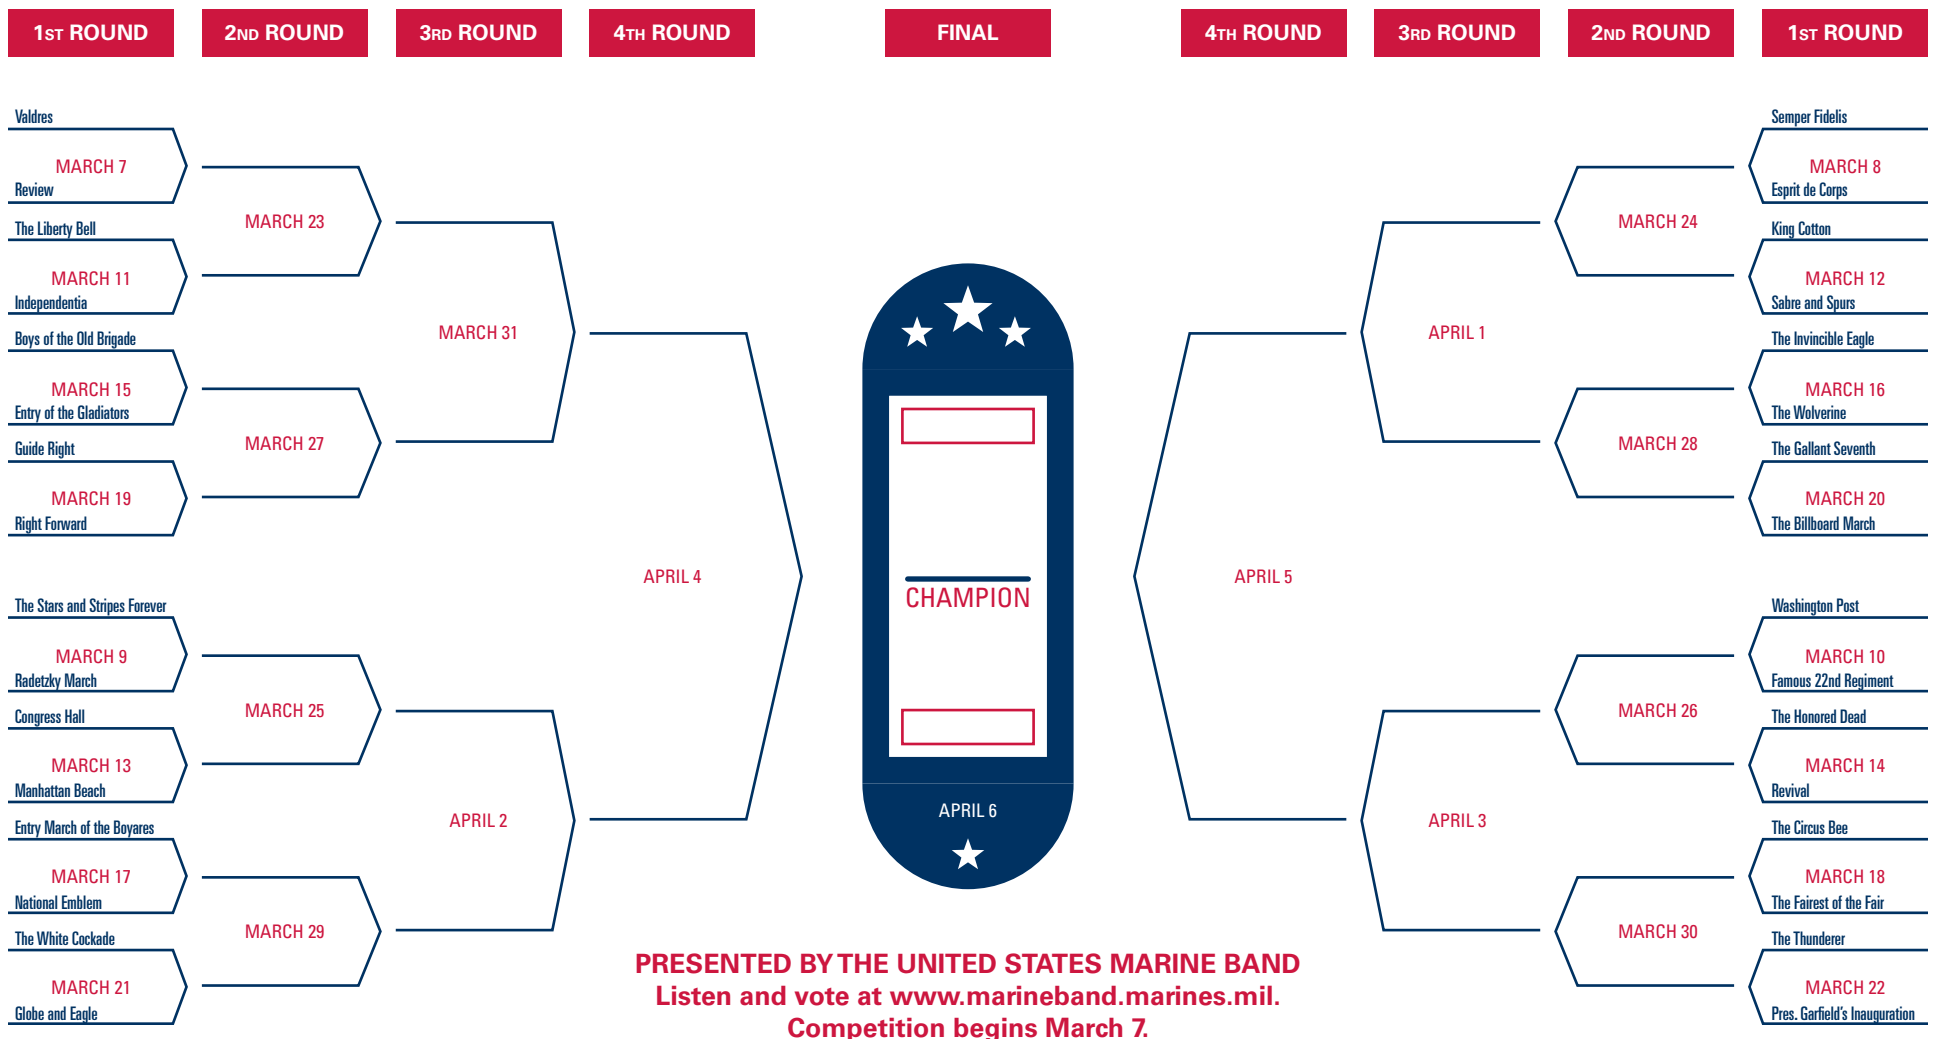 1ST ROUND
2ND ROUND
3RD ROUND
4TH ROUND
FINAL
4TH ROUND
3RD ROUND
2ND ROUND
1ST ROUND
Valdres
MARCH 7
Review
The Liberty Bell
MARCH 11
Independentia
Boys of the Old Brigade
MARCH 15
Entry of the Gladiators
Guide Right
MARCH 19
Right Forward
The Stars and Stripes Forever
MARCH 9
Radetzky March
Congress Hall
MARCH 13
Manhattan Beach
Entry March of the Boyares
MARCH 17
National Emblem
The White Cockade
MARCH 21
Globe and Eagle
MARCH 23
MARCH 27
MARCH 25
MARCH 29
MARCH 31
APRIL 2
APRIL 4
CHAMPION
APRIL 6
APRIL 5
APRIL 1
APRIL 3
MARCH 24
MARCH 28
MARCH 26
MARCH 30
Semper Fidelis
MARCH 8
Esprit de Corps
King Cotton
MARCH 12
Sabre and Spurs
The Invincible Eagle
MARCH 16
The Wolverine
The Gallant Seventh
MARCH 20
The Billboard March
Washington Post
MARCH 10
Famous 22nd Regiment
The Honored Dead
MARCH 14
Revival
The Circus Bee
MARCH 18
The Fairest of the Fair
The Thunderer
MARCH 22
Pres. Garfield's Inauguration
PRESENTED BY THE UNITED STATES MARINE BAND
Listen and vote at www.marineband.marines.mil.
Competition begins March 7.